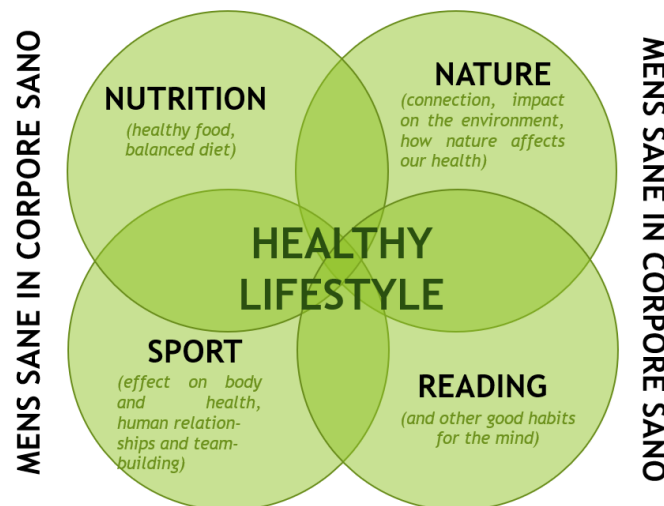 MENS SANE IN CORPORE SANO
NUTRITION
(healthy food,
balanced diet)
NATURE
(connection, impact
on the environment,
how nature affects
our health)
HEALTHY
LIFESTYLE
SPORT
(effect on body
and health,
human relation-
ships and team-
building)
READING
(and other good habits
for the mind)
MENS SANE IN CORPORE SANO